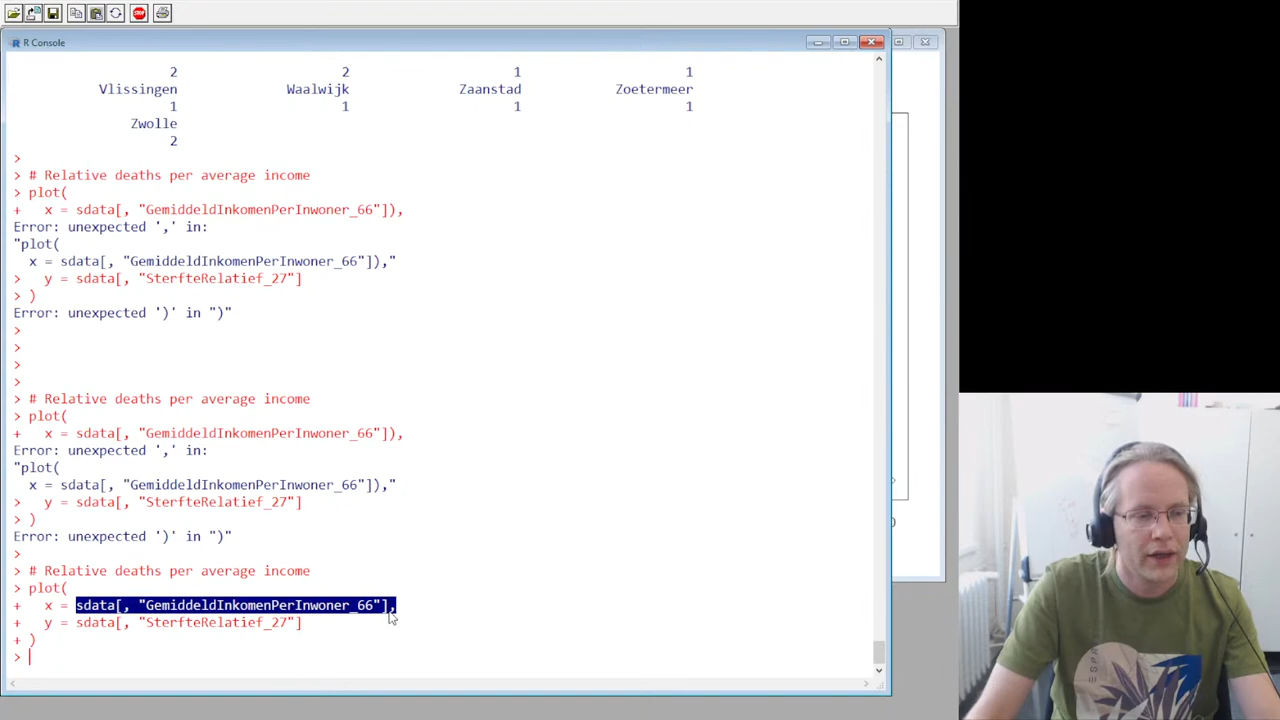 R Console
2 2 1 1
Vlissingen Waalwijk Zaanstad Zoetermeer
1 1 1 1
Zwolle
2
>
> # Relative deaths per average income
> plot(
+ x = sdata[, "GemiddeldInkomenPerInwoner_66"]),
Error: unexpected ',' in:
"plot(
x = sdata[, "GemiddeldInkomenPerInwoner_66"]),"
> y = sdata[, "SterfteRelatief_27"]
> )
Error: unexpected ')' in ")"
>
>
>
>
> # Relative deaths per average income
> plot(
+ x = sdata[, "GemiddeldInkomenPerInwoner_66"]),
Error: unexpected ',' in:
"plot(
x = sdata[, "GemiddeldInkomenPerInwoner_66"]),"
> y = sdata[, "SterfteRelatief_27"]
> )
Error: unexpected ')' in ")"
>
> # Relative deaths per average income
> plot(
+ x = sdata[, "GemiddeldInkomenPerInwoner_66"],
+ y = sdata[, "SterfteRelatief_27"]
+ )
>